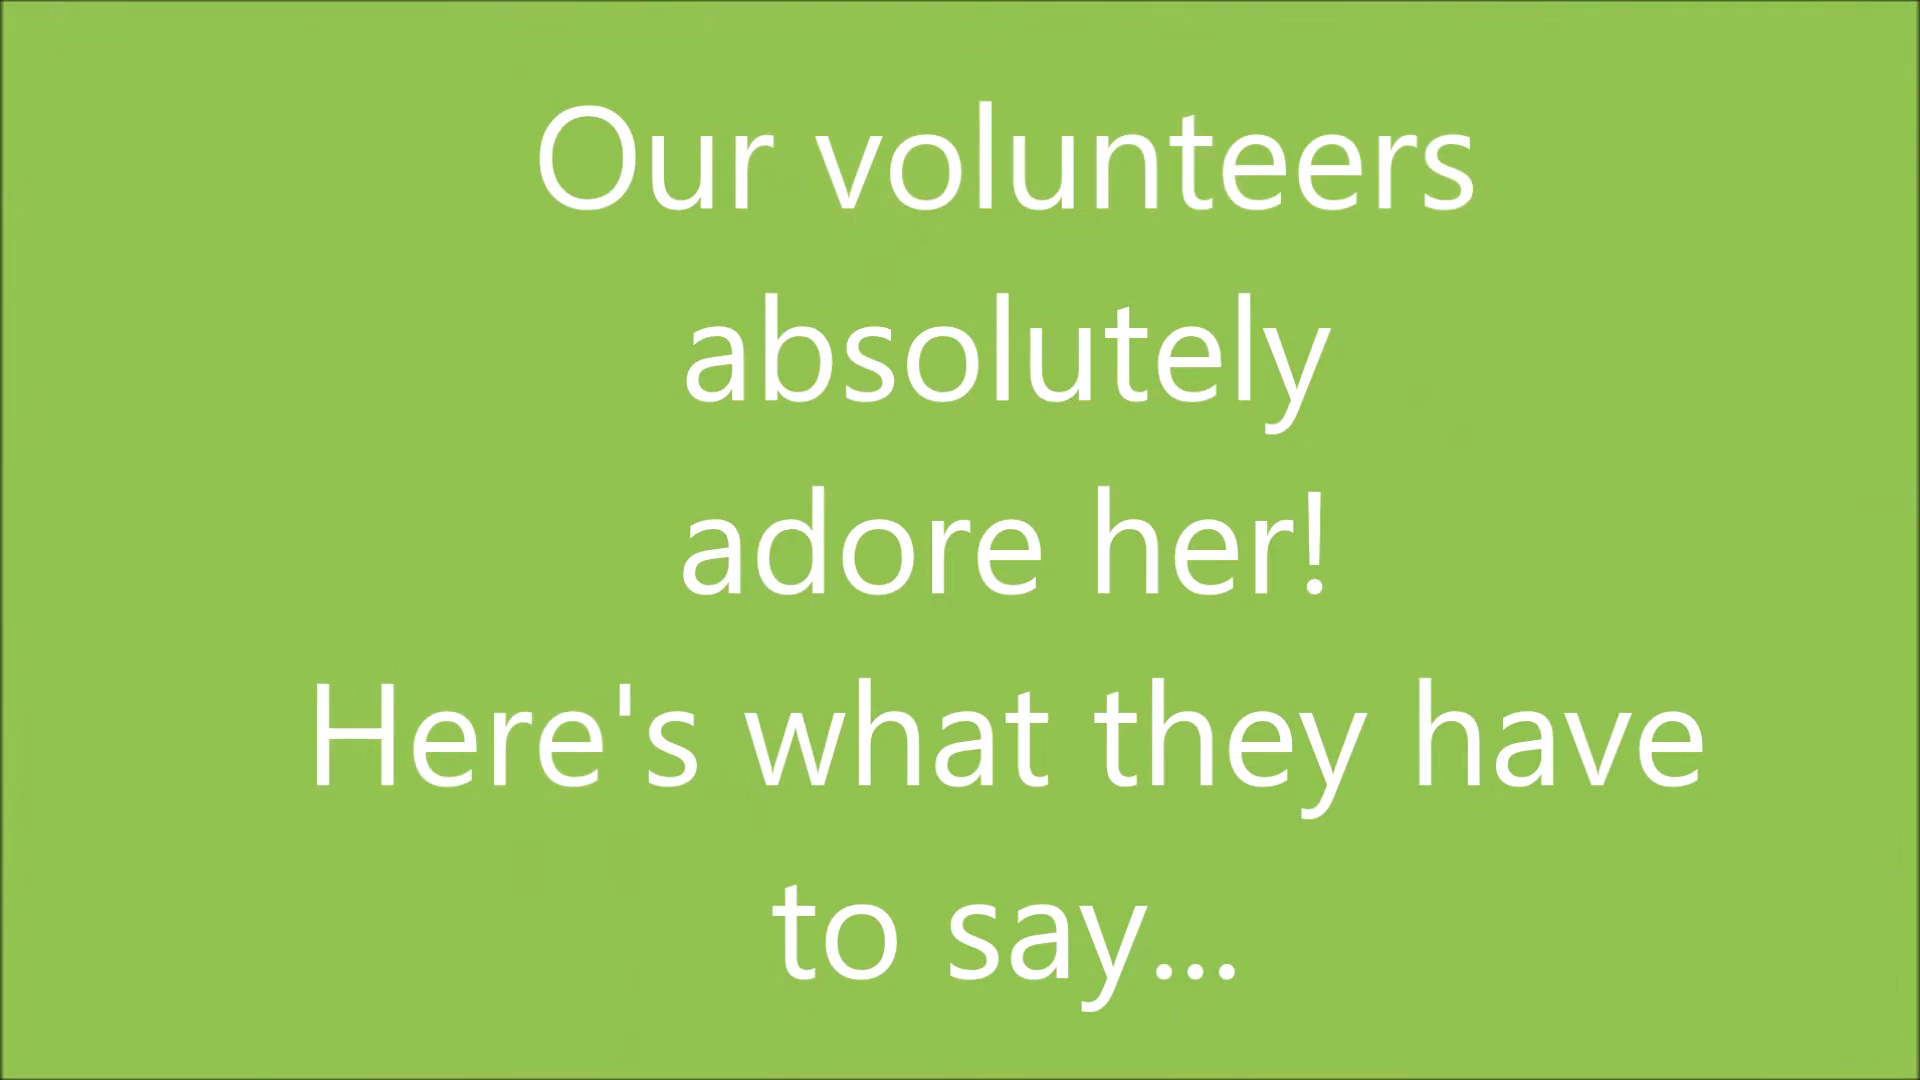 Our volunteers
absolutely
adore her!
Here's what they have
to say...